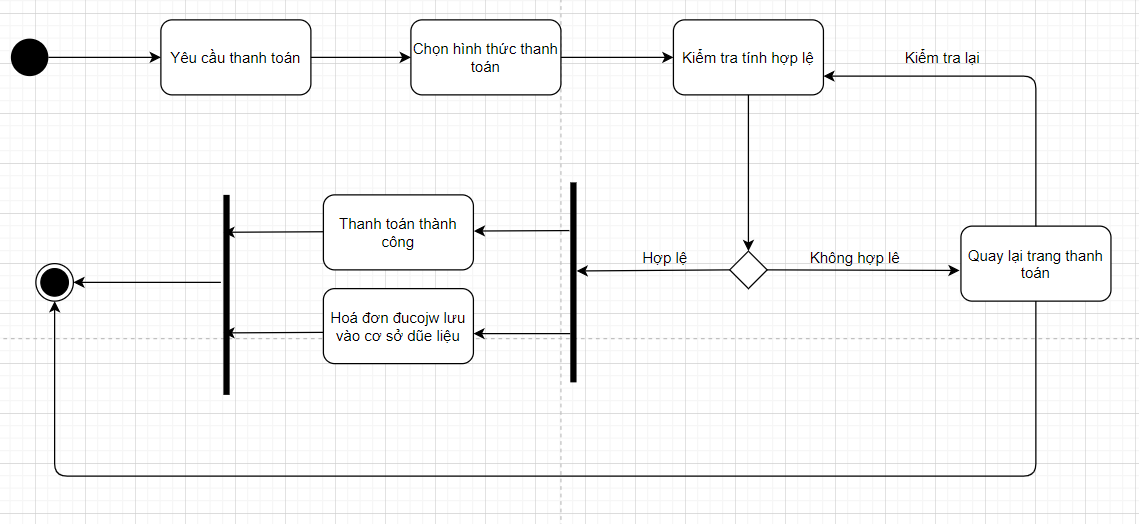 Yêu cầu thanh toán
Chọn hình thức thanh
toán
Kiểm tra tính hợp lệ
Kiểm tra lại
Thanh toán thành
công
Hợp lệ
Không hợp lê
Quay lại trang thanh
toán
Hoá đơn đucojw lưu
vào cơ sở dũe liệu